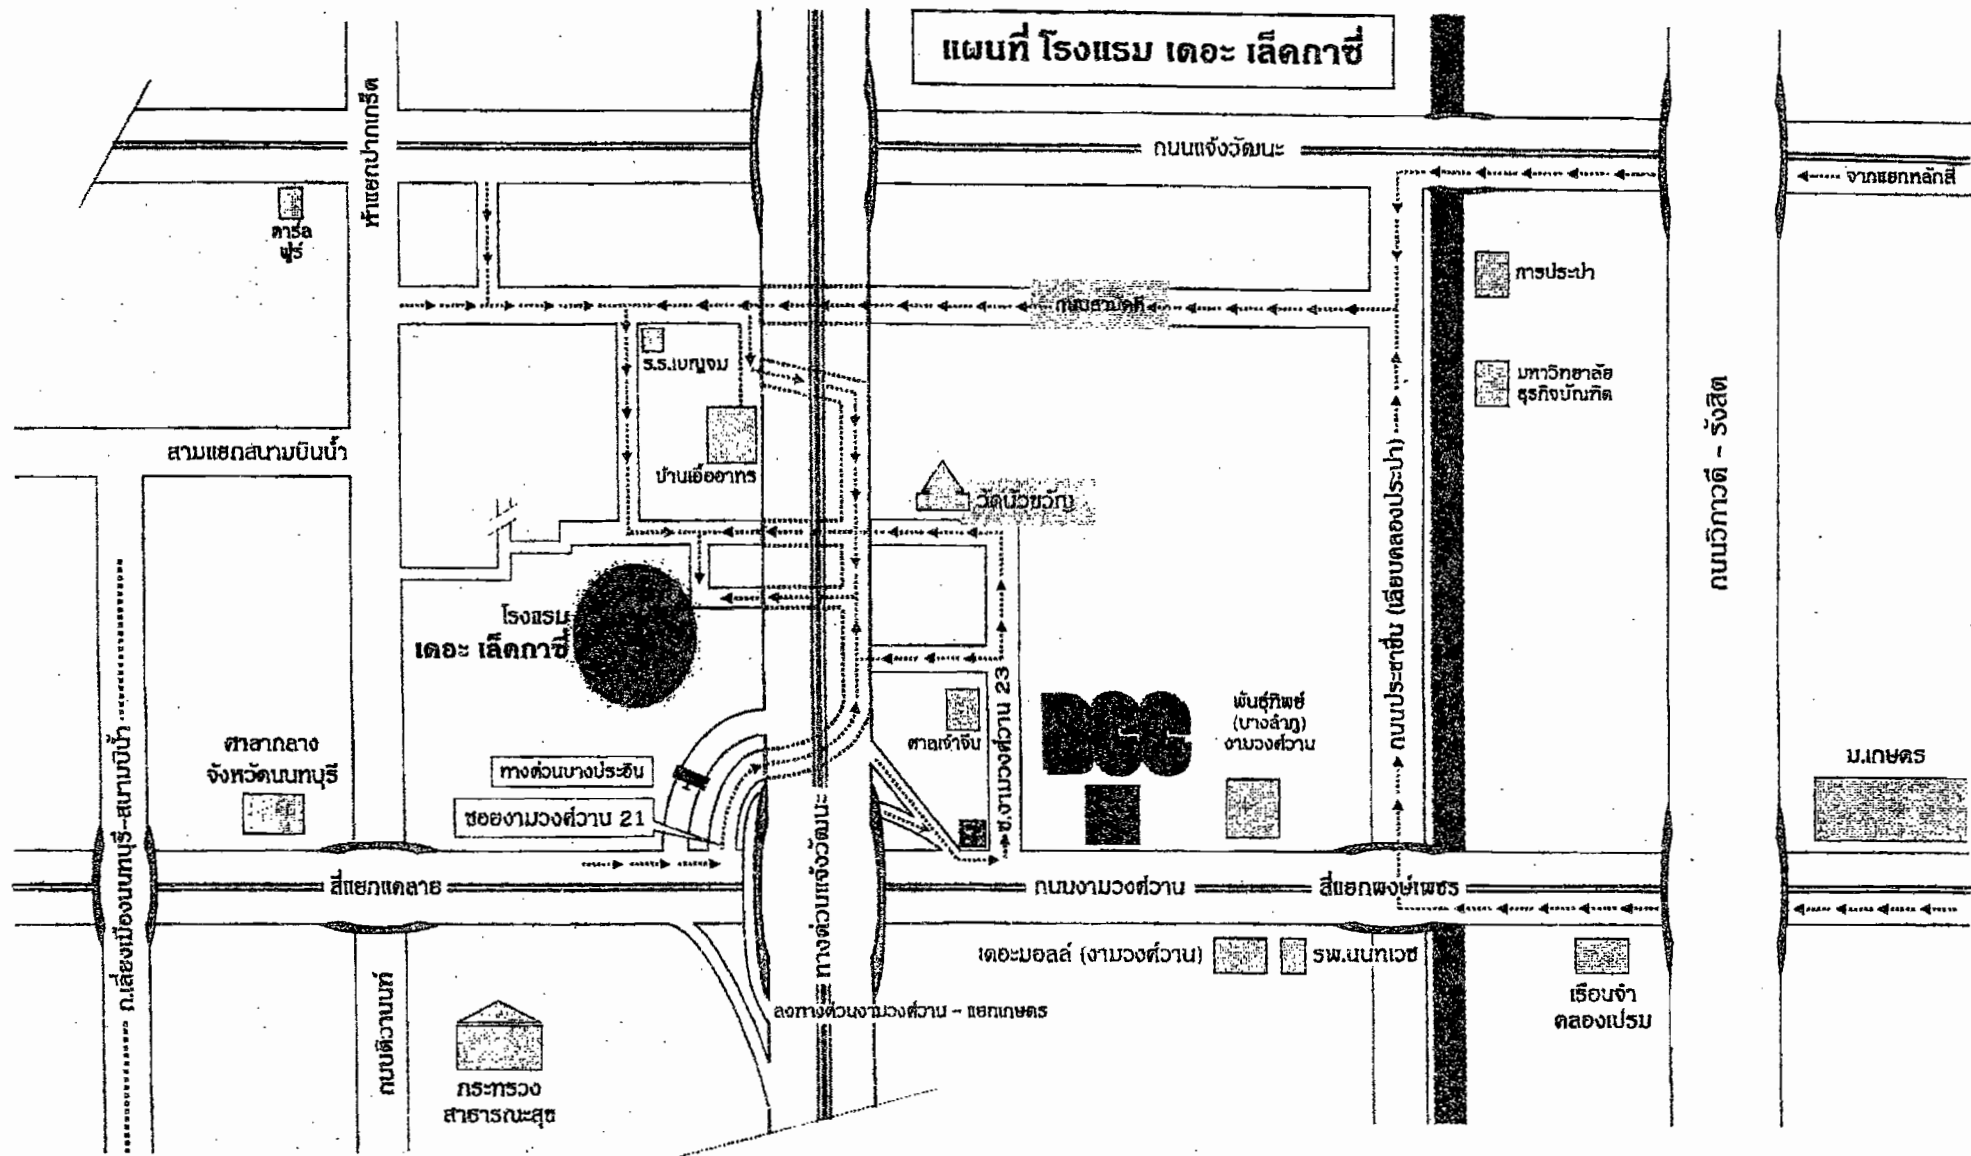 แผนที่ โรงแรม เดอะ เล็คกาซี่
ห้าแยกปากเกร็ด
ถนนแจ้งวัฒนะ
จากแยกหลักสี่
คาร์ฟูร์
การประปา
ถนนสามัคคี
ร.ร.เบญจม
มหาวิทยาลัย
ธุรกิจบัณฑิต
สามแยกสนามบินน้ำ
บ้านเอื้ออาทร
วัดบัวขวัญ
ถนนวิภาวดี - รังสิต
ถนนประชาชื่น (เลียบคลองประปา)
โรงแรม
เดอะ เล็คกาซี่
ศาลากลาง
จังหวัดนนทบุรี
ทางด่วนบางปะอิน
ซอยงามวงศ์วาน 21
ศาลเจ้าจีน
ซ.งามวงศ์วาน 23
DCC
พันธุ์ทิพย์
(บางลำภู)
งามวงศ์วาน
ม.เกษตร
ถ.เลี่ยงเมืองนนทบุรี-สนามบินน้ำ
สี่แยกแคลาย
ทางด่วนแจ้งวัฒนะ
ถนนงามวงศ์วาน
สี่แยกพงษ์เพชร
เดอะมอลล์ (งามวงศ์วาน)
รพ.นนทเวช
เรือนจำ
คลองเปรม
ลงทางด่วนงามวงศ์วาน - แยกเกษตร
ถนนติวานนท์
กระทรวง
สาธารณะสุข